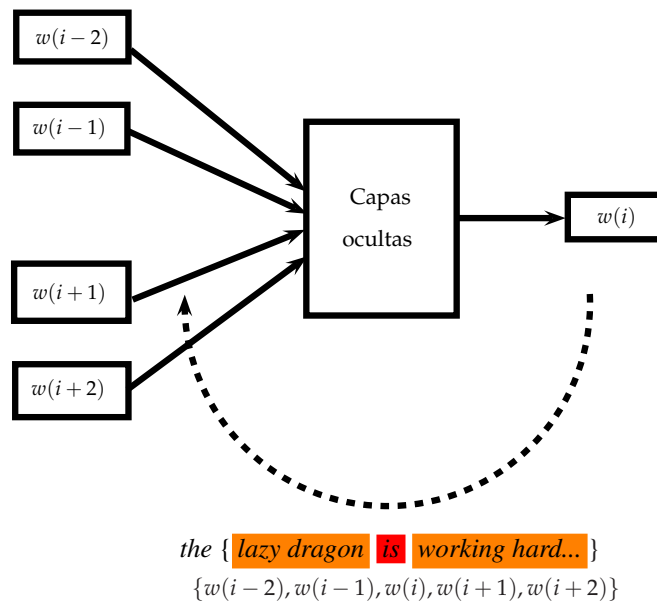 w(i − 2)
w(i − 1)
w(i + 1)
w(i + 2)
Capas
ocultas
w(i)
the { lazy dragon is working hard... }
{w(i − 2), w(i − 1), w(i), w(i + 1), w(i + 2)}